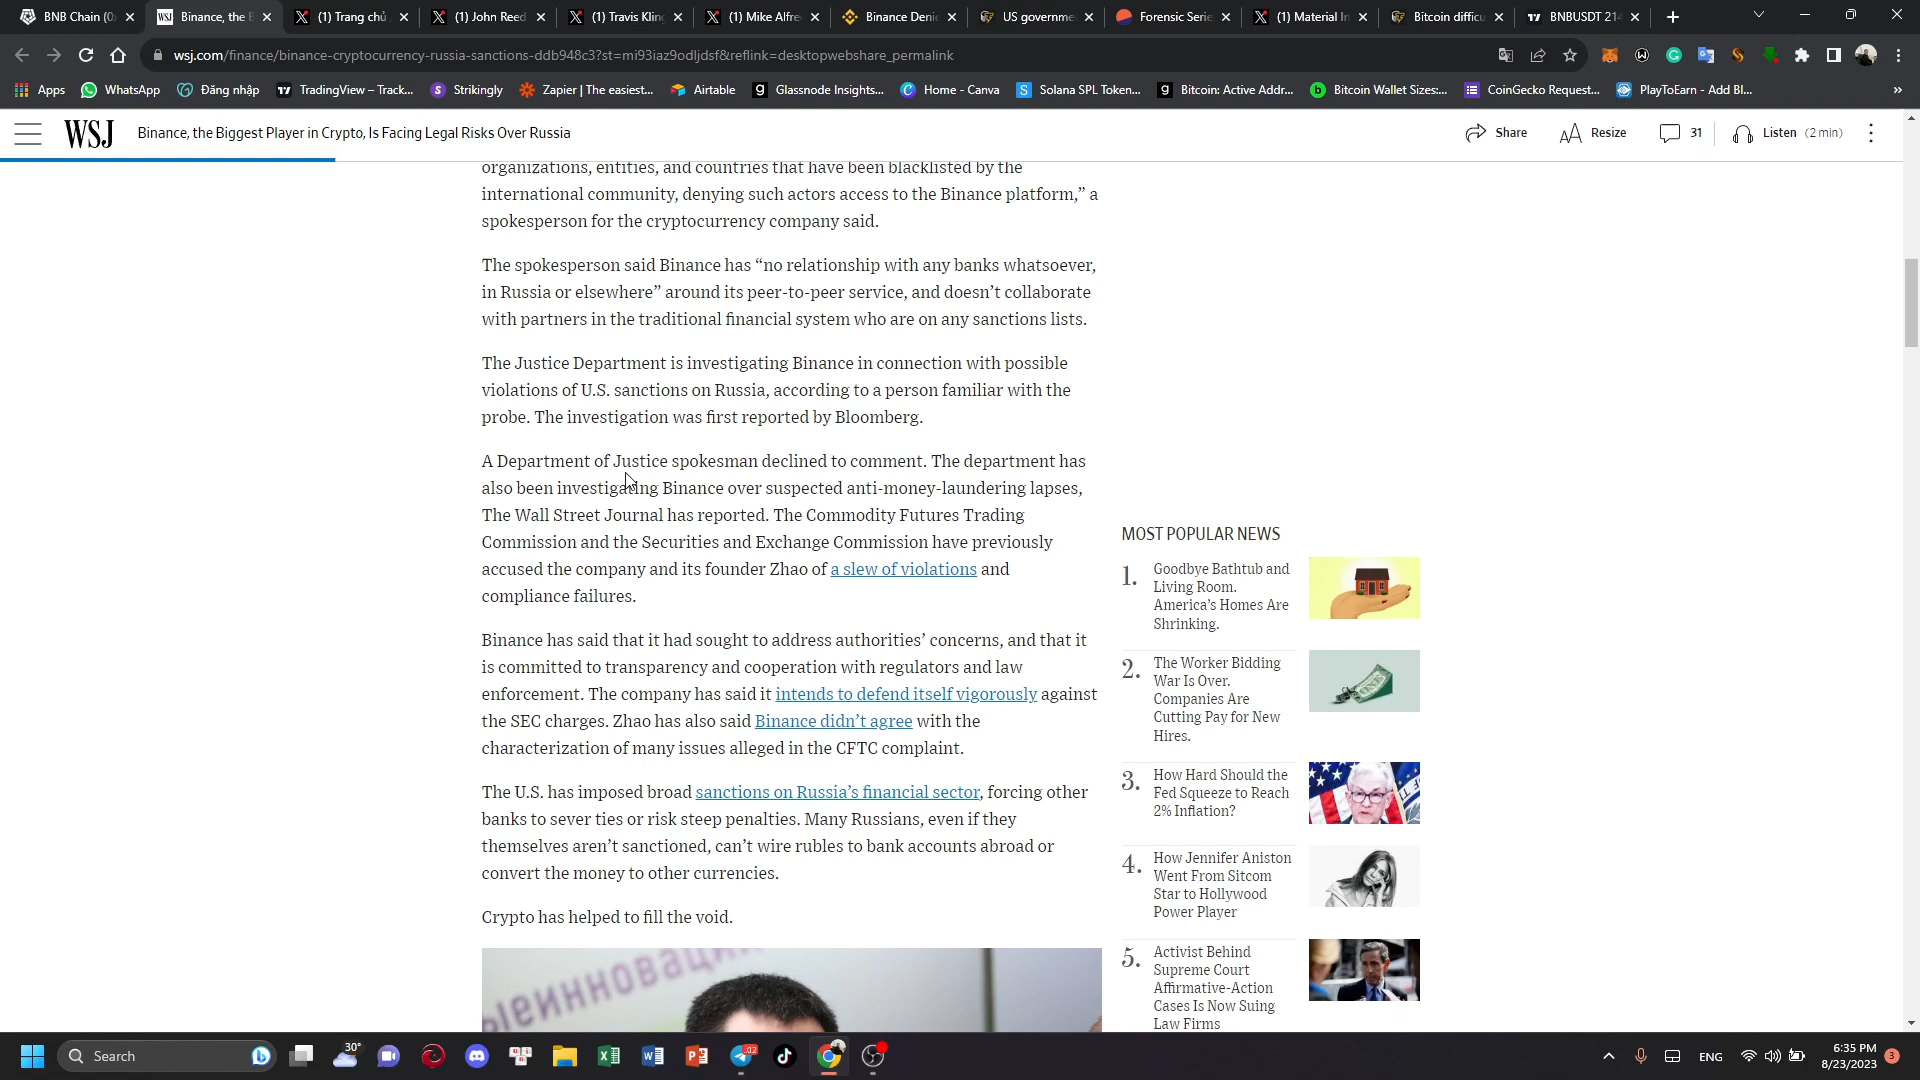 BNB Chain (0x
Binance, the B
(1) Trang chủ
(1) John Reed
(1) Travis Kling
(1) Mike Alfre
Binance Denie
US governme
Forensic Serie
(1) Material In
Bitcoin difficu
BNBUSDT 214
wsj.com/finance/binance-cryptocurrency-russia-sanctions-ddb948c3?st=mi93iaz9odljdsf&reflink=desktopwebshare_permalink
Apps
WhatsApp
Đăng nhập
TradingView – Track...
Strikingly
Zapier | The easiest...
Airtable
Glassnode Insights...
Home - Canva
Solana SPL Token...
Bitcoin: Active Addr...
Bitcoin Wallet Sizes:...
CoinGecko Request...
PlayToEarn - Add Bl...
WSJ
Binance, the Biggest Player in Crypto, Is Facing Legal Risks Over Russia
Share
Resize
31
Listen (2 min)
organizations, entities, and countries that have been blacklisted by the
international community, denying such actors access to the Binance platform,” a
spokesperson for the cryptocurrency company said.
The spokesperson said Binance has “no relationship with any banks whatsoever,
in Russia or elsewhere” around its peer-to-peer service, and doesn’t collaborate
with partners in the traditional financial system who are on any sanctions lists.
The Justice Department is investigating Binance in connection with possible
violations of U.S. sanctions on Russia, according to a person familiar with the
probe. The investigation was first reported by Bloomberg.
A Department of Justice spokesman declined to comment. The department has
also been investigating Binance over suspected anti-money-laundering lapses,
The Wall Street Journal has reported. The Commodity Futures Trading
Commission and the Securities and Exchange Commission have previously
accused the company and its founder Zhao of a slew of violations and
compliance failures.
Binance has said that it had sought to address authorities’ concerns, and that it
is committed to transparency and cooperation with regulators and law
enforcement. The company has said it intends to defend itself vigorously against
the SEC charges. Zhao has also said Binance didn’t agree with the
characterization of many issues alleged in the CFTC complaint.
The U.S. has imposed broad sanctions on Russia’s financial sector, forcing other
banks to sever ties or risk steep penalties. Many Russians, even if they
themselves aren’t sanctioned, can’t wire rubles to bank accounts abroad or
convert the money to other currencies.
Crypto has helped to fill the void.
ыеинноваци
MOST POPULAR NEWS
1.
Goodbye Bathtub and
Living Room.
America’s Homes Are
Shrinking.
2.
The Worker Bidding
War Is Over.
Companies Are
Cutting Pay for New
Hires.
3.
How Hard Should the
Fed Squeeze to Reach
2% Inflation?
4.
How Jennifer Aniston
Went From Sitcom
Star to Hollywood
Power Player
5.
Activist Behind
Supreme Court
Affirmative-Action
Cases Is Now Suing
Law Firms
Search
30°
ENG
6:35 PM
8/23/2023
3